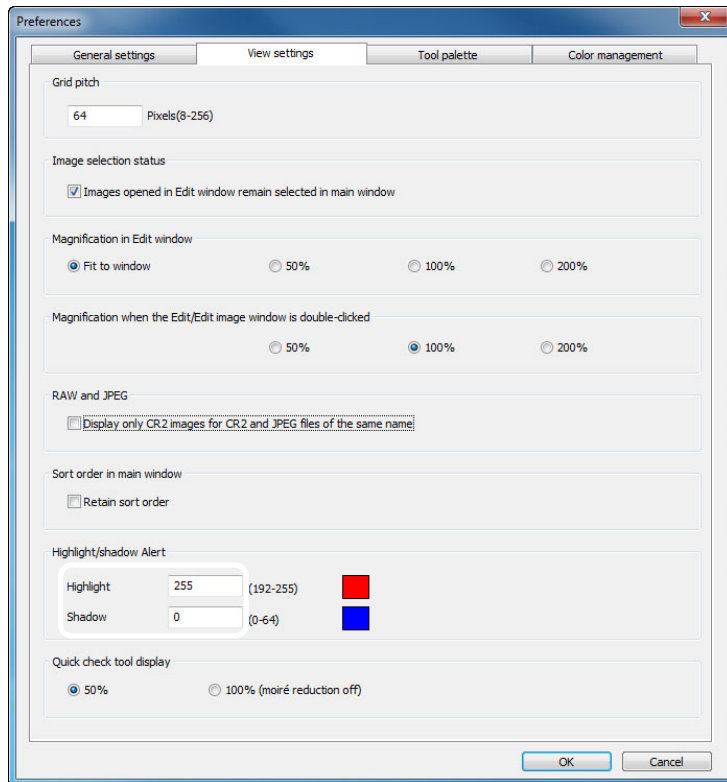 Preferences
General settings View settings Tool palette Color management
Grid pitch
64 Pixels(8-256)
Image selection status
Images opened in Edit window remain selected in main window
Magnification in Edit window
Fit to window 50% 100% 200%
Magnification when the Edit/Edit image window is double-clicked
50% 100% 200%
RAW and JPEG
Display only CR2 images for CR2 and JPEG files of the same name
Sort order in main window
Retain sort order
Highlight/shadow Alert
Highlight 255 (192-255)
Shadow 0 (0-64)
Quick check tool display
50% 100% (moiré reduction off)
OK Cancel